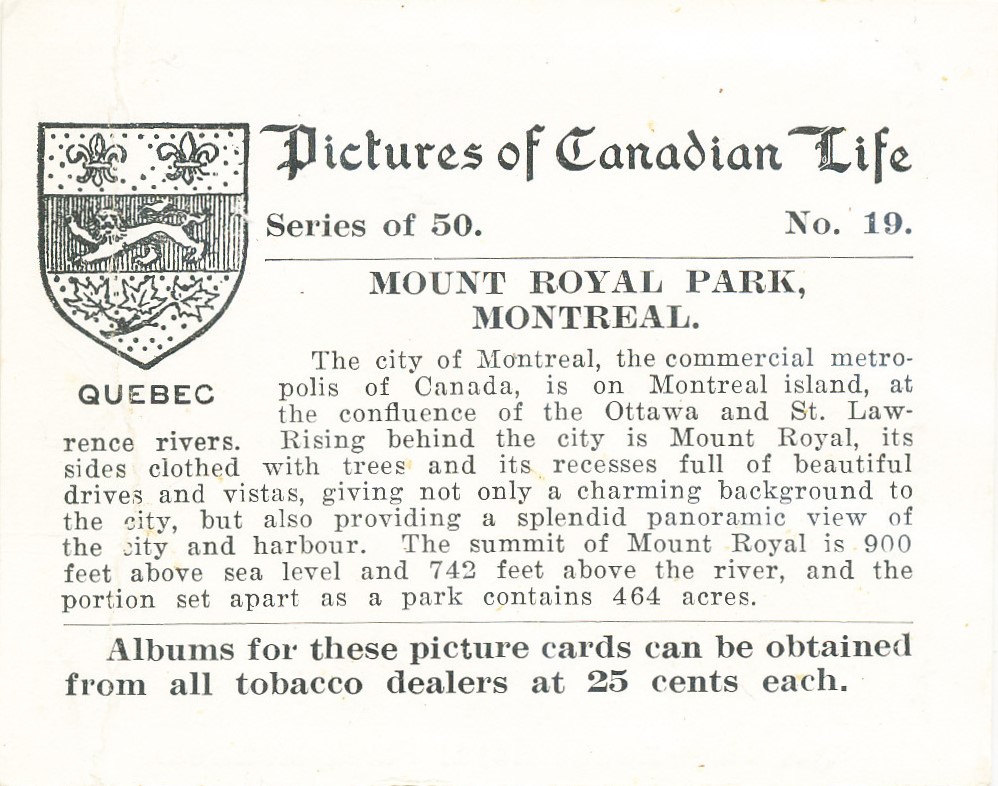 Pictures of Canadian Life
Series of 50. No. 19.
MOUNT ROYAL PARK,
MONTREAL.
QUEBEC
The city of Montreal, the commercial metro-
polis of Canada, is on Montreal island, at
the confluence of the Ottawa and St. Law-
rence rivers. Rising behind the city is Mount Royal, its
sides clothed with trees and its recesses full of beautiful
drives and vistas, giving not only a charming background to
the city, but also providing a splendid panoramic view of
the city and harbour. The summit of Mount Royal is 900
feet above sea level and 742 feet above the river, and the
portion set apart as a park contains 464 acres.
Albums for these picture cards can be obtained
from all tobacco dealers at 25 cents each.